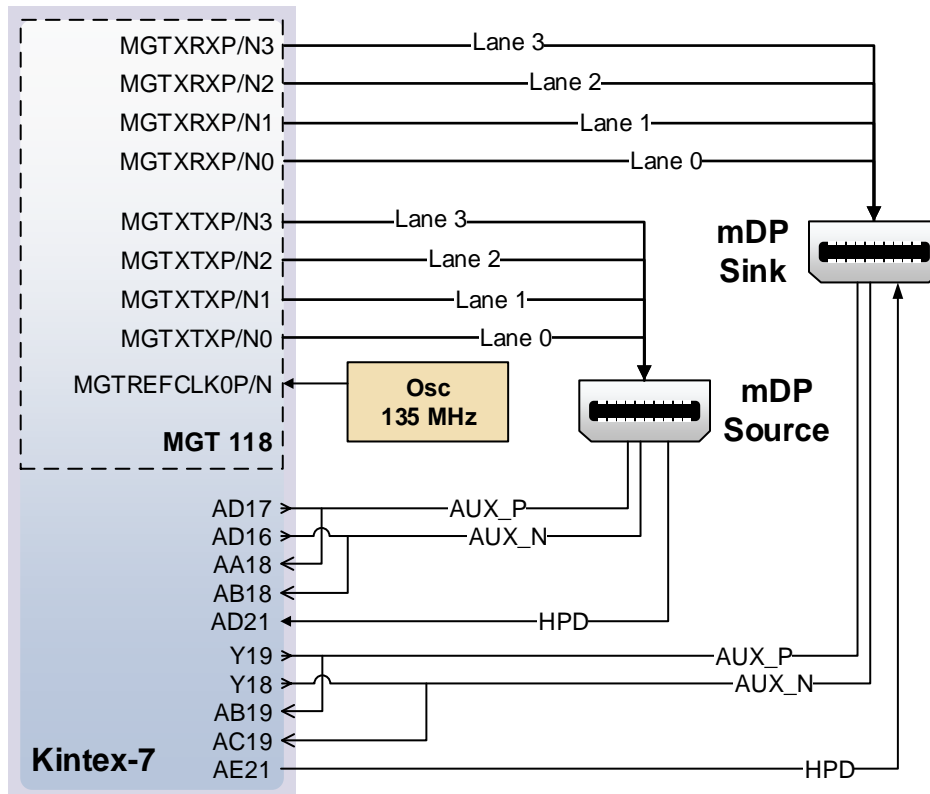 MGTXRXP/N3
Lane 3
MGTXRXP/N2
Lane 2
MGTXRXP/N1
Lane 1
MGTXRXP/N0
Lane 0
MGTXTXP/N3
Lane 3
mDP
Sink
MGTXTXP/N2
Lane 2
MGTXTXP/N1
Lane 1
MGTXTXP/N0
Lane 0
MGTREFCLK0P/N
Osc
135 MHz
mDP
Source
MGT 118
AD17
AUX_P
AD16
AUX_N
AA18
AB18
AD21
HPD
Y19
AUX_P
Y18
AUX_N
AB19
AC19
Kintex-7
AE21
HPD